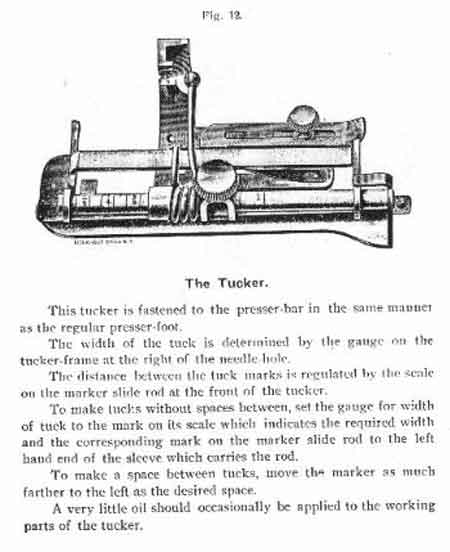 Fig. 12.
The Tucker.
This tucker is fastened to the presser-bar in the same manner
as the regular presser-foot.
The width of the tuck is determined by the gauge on the
tucker-frame at the right of the needle-hole.
The distance between the tuck marks is regulated by the scale
on the marker slide rod at the front of the tucker.
To make tucks without spaces between, set the gauge for width
of tuck to the mark on its scale which indicates the required width
and the corresponding mark on the marker slide rod to the left
hand end of the sleeve which carries the rod.
To make a space between tucks, move the marker as much
farther to the left as the desired space.
A very little oil should occasionally be applied to the working
parts of the tucker.